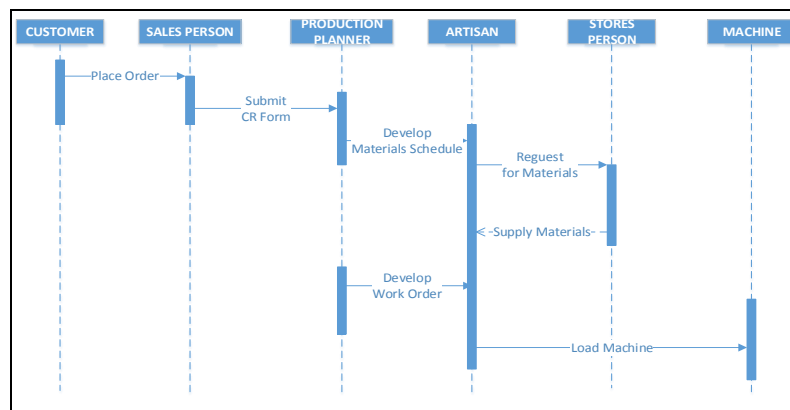 CUSTOMER
SALES PERSON
PRODUCTION
PLANNER
ARTISAN
STORES
PERSON
MACHINE
Place Order
Submit
CR Form
Develop
Materials Schedule
Reguest
for Materials
Supply Materials
Develop
Work Order
Load Machine